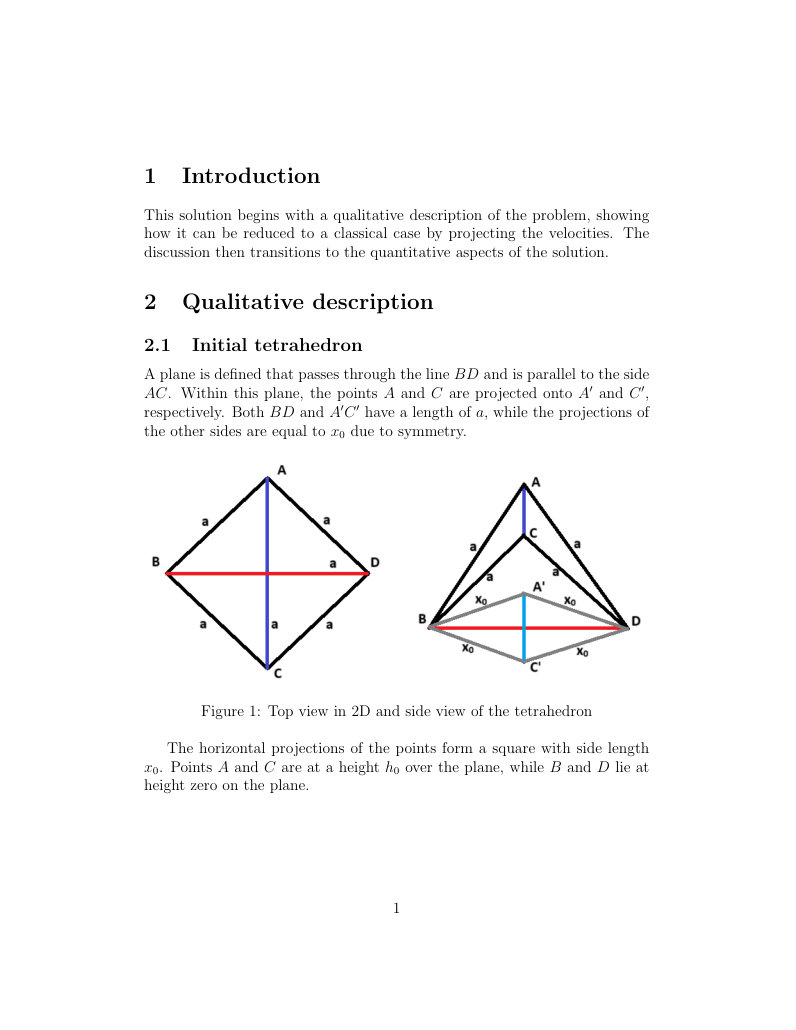 1 Introduction
This solution begins with a qualitative description of the problem, showing
how it can be reduced to a classical case by projecting the velocities. The
discussion then transitions to the quantitative aspects of the solution.
2 Qualitative description
2.1 Initial tetrahedron
A plane is defined that passes through the line BD and is parallel to the side
AC. Within this plane, the points A and C are projected onto A′ and C′,
respectively. Both BD and A′C′ have a length of a, while the projections of
the other sides are equal to x₀ due to symmetry.
A
a
a
B
a
D
a
a
a
C
A
a
C
a
a
a
A'
x₀
x₀
B
D
x₀
x₀
C'
Figure 1: Top view in 2D and side view of the tetrahedron
The horizontal projections of the points form a square with side length
x₀. Points A and C are at a height h₀ over the plane, while B and D lie at
height zero on the plane.
1